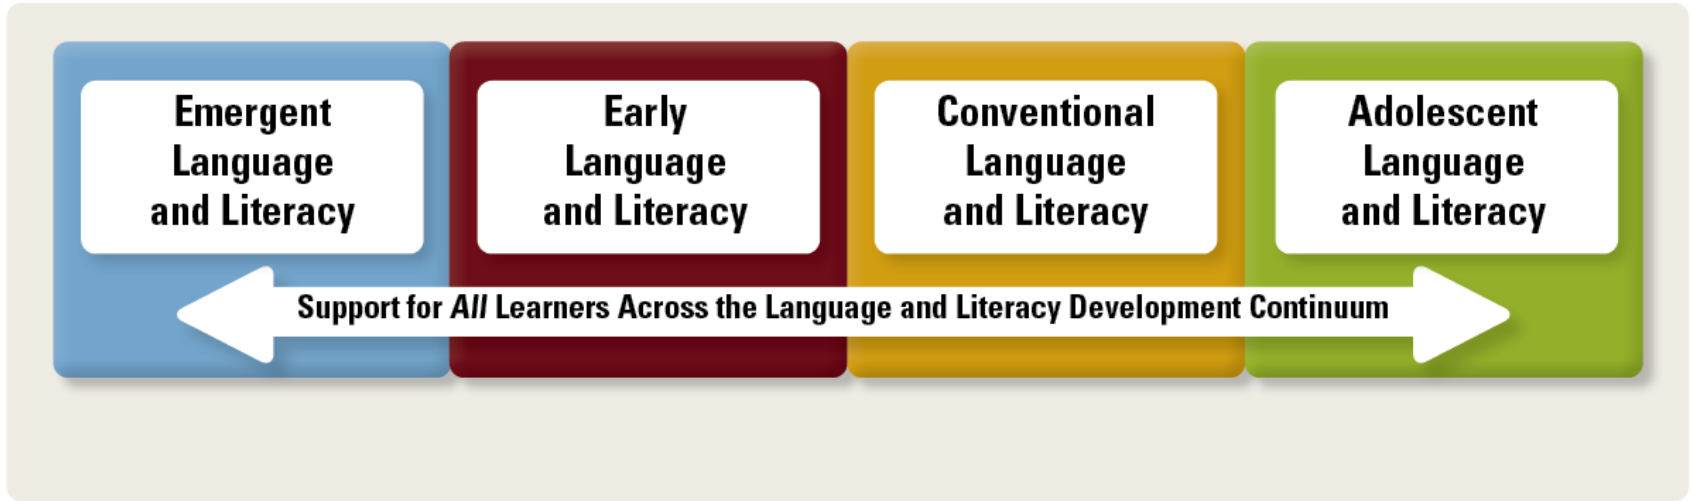 Emergent
Language
and Literacy
Early
Language
and Literacy
Conventional
Language
and Literacy
Adolescent
Language
and Literacy
Support for All Learners Across the Language and Literacy Development Continuum